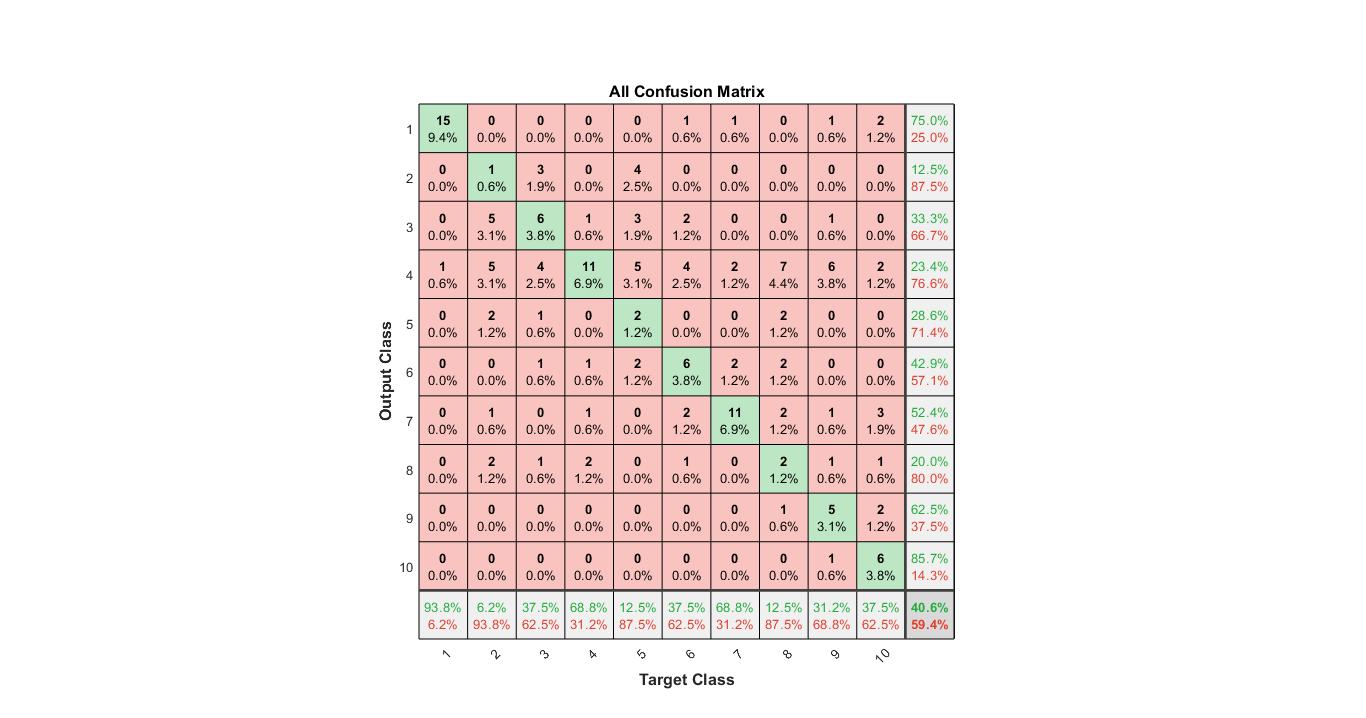 All Confusion Matrix
1 15 0 0 0 0 1 1 0 1 2 75.0%
9.4% 0.0% 0.0% 0.0% 0.0% 0.6% 0.6% 0.0% 0.6% 1.2% 25.0%
2 0 1 3 0 4 0 0 0 0 0 12.5%
0.0% 0.6% 1.9% 0.0% 2.5% 0.0% 0.0% 0.0% 0.0% 0.0% 87.5%
3 0 5 6 1 3 2 0 0 1 0 33.3%
0.0% 3.1% 3.8% 0.6% 1.9% 1.2% 0.0% 0.0% 0.6% 0.0% 66.7%
4 1 5 4 11 5 4 2 7 6 2 23.4%
0.6% 3.1% 2.5% 6.9% 3.1% 2.5% 1.2% 4.4% 3.8% 1.2% 76.6%
5 0 2 1 0 2 0 0 2 0 0 28.6%
0.0% 1.2% 0.6% 0.0% 1.2% 0.0% 0.0% 1.2% 0.0% 0.0% 71.4%
6 0 0 1 1 2 6 2 2 0 0 42.9%
0.0% 0.0% 0.6% 0.6% 1.2% 3.8% 1.2% 1.2% 0.0% 0.0% 57.1%
7 0 1 0 1 0 2 11 2 1 3 52.4%
0.0% 0.6% 0.0% 0.6% 0.0% 1.2% 6.9% 1.2% 0.6% 1.9% 47.6%
8 0 2 1 2 0 1 0 2 1 1 20.0%
0.0% 1.2% 0.6% 1.2% 0.0% 0.6% 0.0% 1.2% 0.6% 0.6% 80.0%
9 0 0 0 0 0 0 0 1 5 2 62.5%
0.0% 0.0% 0.0% 0.0% 0.0% 0.0% 0.0% 0.6% 3.1% 1.2% 37.5%
10 0 0 0 0 0 0 0 0 1 6 85.7%
0.0% 0.0% 0.0% 0.0% 0.0% 0.0% 0.0% 0.0% 0.6% 3.8% 14.3%
93.8% 6.2% 37.5% 68.8% 12.5% 37.5% 68.8% 12.5% 31.2% 37.5% 40.6%
6.2% 93.8% 62.5% 31.2% 87.5% 62.5% 31.2% 87.5% 68.8% 62.5% 59.4%
1 2 3 4 5 6 7 8 9 10
Target Class
Output Class